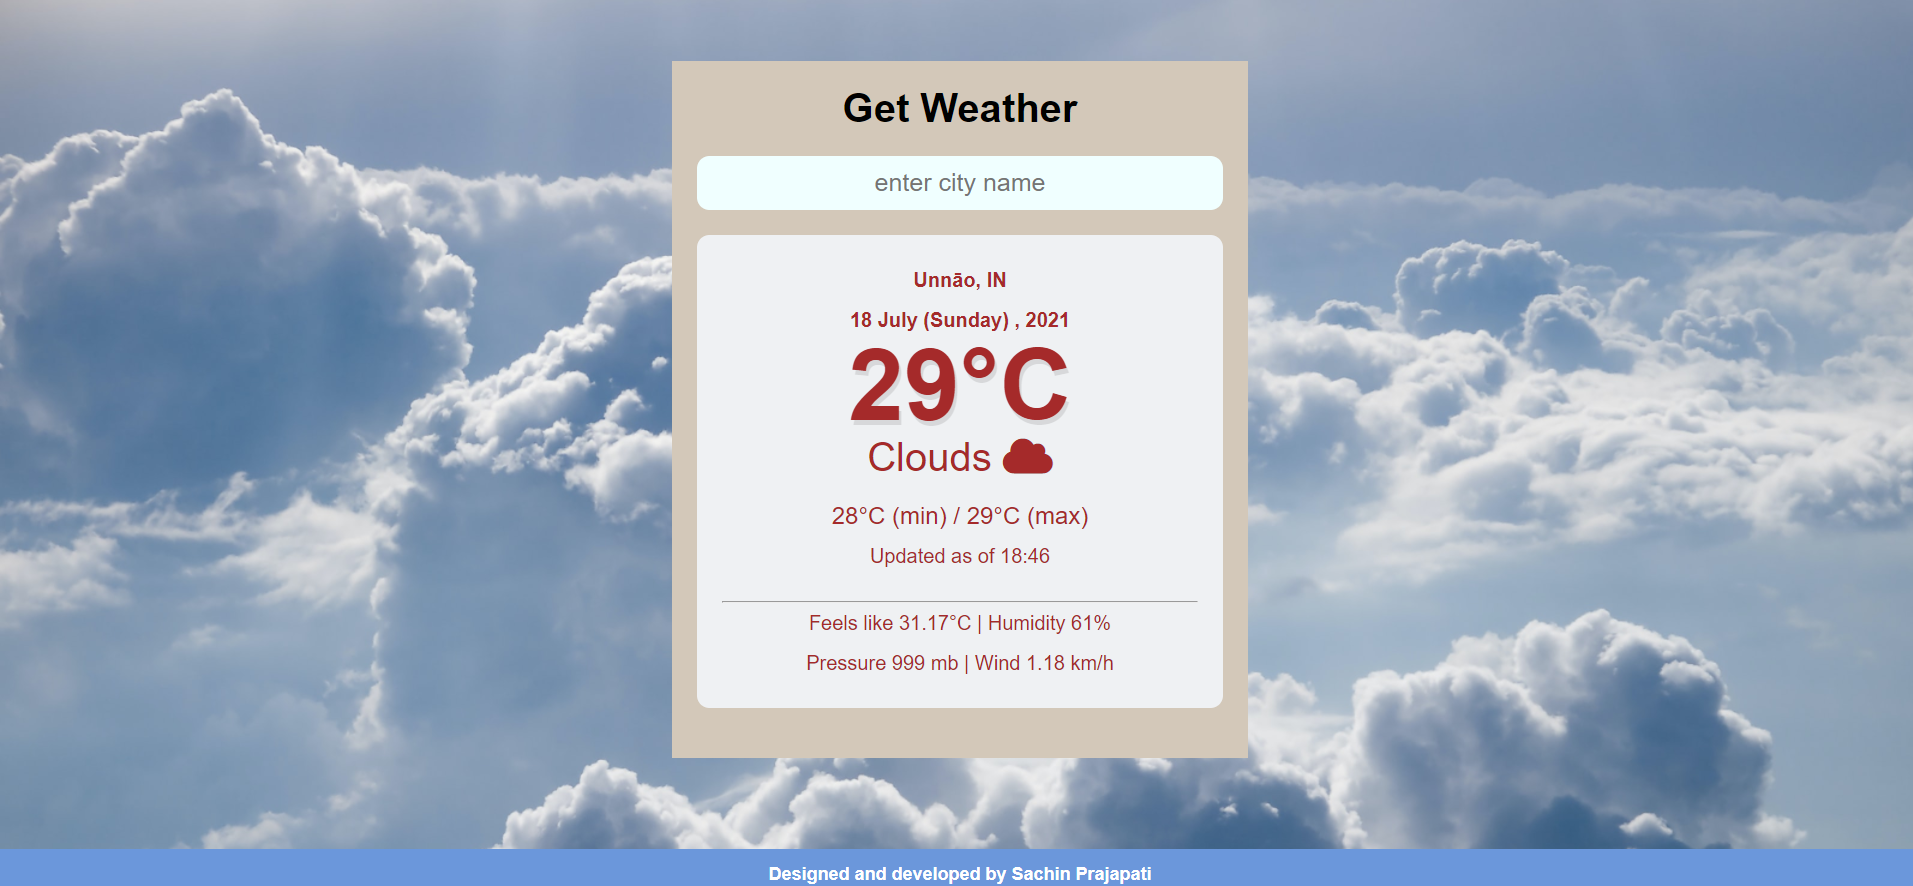 Get Weather
enter city name
Unnāo, IN
18 July (Sunday) , 2021
29°C
Clouds
28°C (min) / 29°C (max)
Updated as of 18:46
Feels like 31.17°C | Humidity 61%
Pressure 999 mb | Wind 1.18 km/h
Designed and developed by Sachin Prajapati